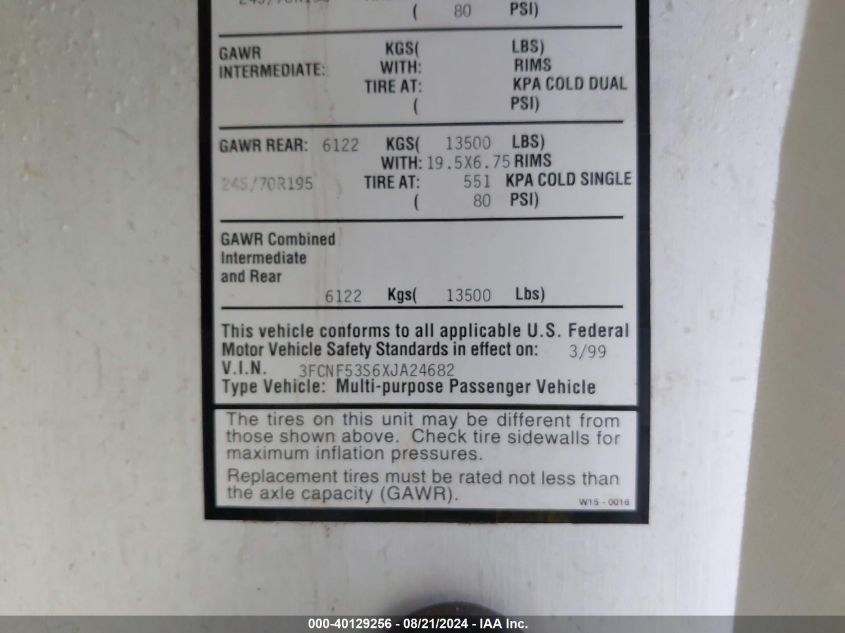 ( 80 PSI)
GAWR KGS( LBS)
INTERMEDIATE: WITH: RIMS
TIRE AT: KPA COLD DUAL
( PSI)
GAWR REAR: 6122 KGS( 13500 LBS)
WITH: 19.5X6.75 RIMS
245/70R195 TIRE AT: 551 KPA COLD SINGLE
( 80 PSI)
GAWR Combined
Intermediate
and Rear
6122 Kgs( 13500 Lbs)
This vehicle conforms to all applicable U.S. Federal
Motor Vehicle Safety Standards in effect on: 3/99
V.I.N. 3FCNF53S6XJA24682
Type Vehicle: Multi-purpose Passenger Vehicle
The tires on this unit may be different from
those shown above. Check tire sidewalls for
maximum inflation pressures.
Replacement tires must be rated not less than
the axle capacity (GAWR).
W15 - 0016
000-40129256 - 08/21/2024 - IAA Inc.